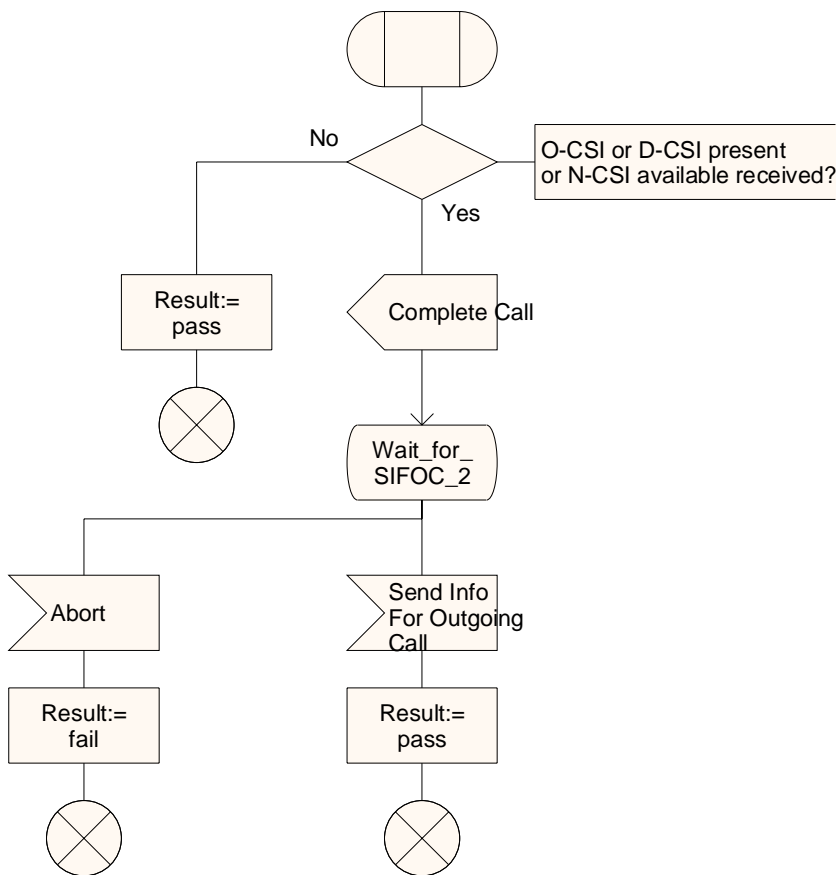 No
O-CSI or D-CSI present
or N-CSI available received?
Yes
Result:=
pass
Complete Call
Wait_for_
SIFOC_2
Abort
Send Info
For Outgoing
Call
Result:=
fail
Result:=
pass